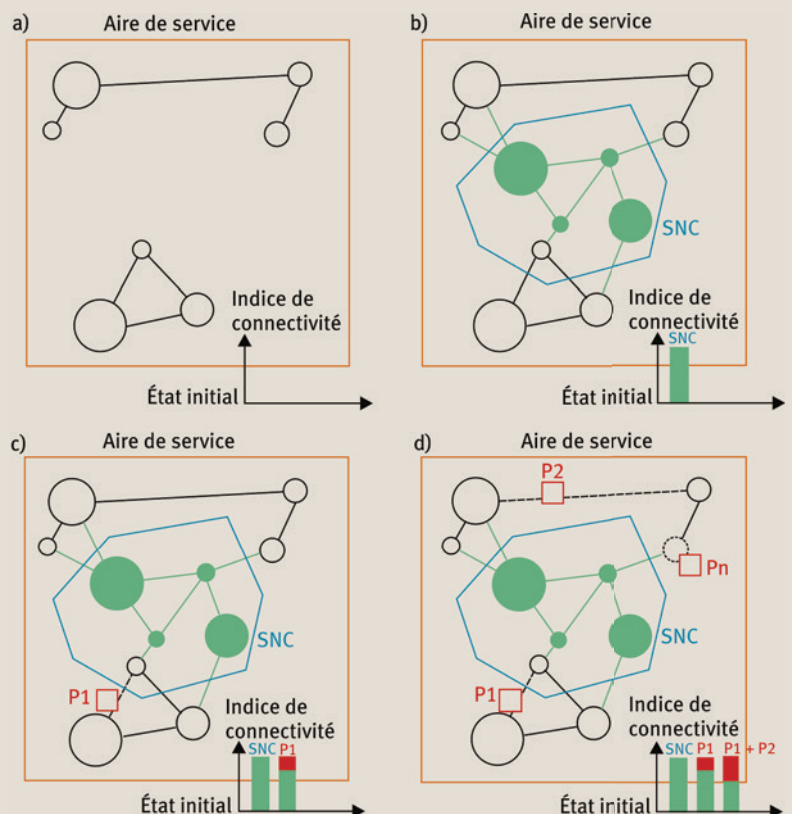 a)
Aire de service
Indice de
connectivité
État initial
b)
Aire de service
SNC
Indice de
connectivité
SNC
État initial
c)
Aire de service
SNC
P1
Indice de
connectivité
SNC P1
État initial
d)
Aire de service
P2
Pn
SNC
P1
Indice de
connectivité
SNC P1 P1 + P2
État initial